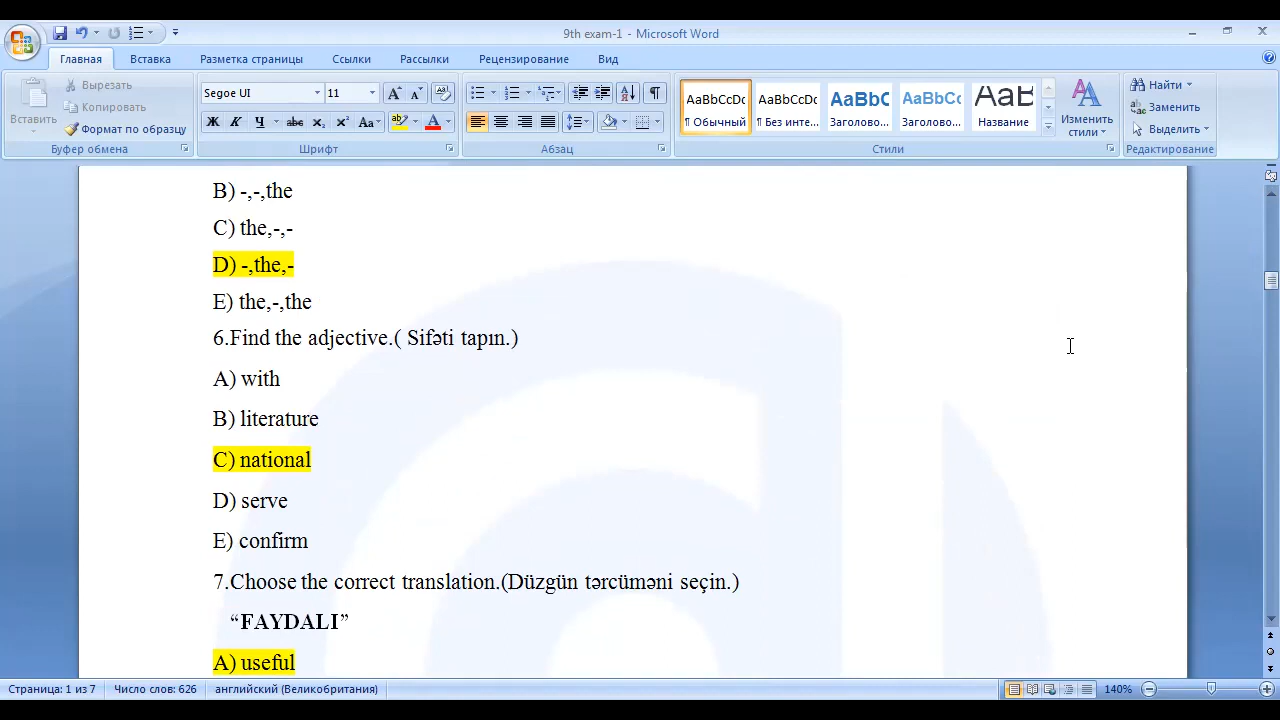 9th exam-1 - Microsoft Word
Главная Вставка Разметка страницы Ссылки Рассылки Рецензирование Вид
Вставить
Вырезать
Копировать
Формат по образцу
Буфер обмена
Segoe UI 11
Ж К Ч abc x₂ x² Aa
Шрифт
Абзац
AaBbCcDc AaBbCcDc AaBbC AaBbCc AaB
¶ Обычный ¶ Без инте... Заголово... Заголово... Название
Изменить стили
Стили
Найти
Заменить
Выделить
Редактирование
B) -,-,the
C) the,-,-
D) -,the,-
E) the,-,the
6.Find the adjective.( Sifəti tapın.)
A) with
B) literature
C) national
D) serve
E) confirm
7.Choose the correct translation.(Düzgün tərcüməni seçin.)
“FAYDALI”
A) useful
Страница: 1 из 7 Число слов: 626 английский (Великобритания) 140%